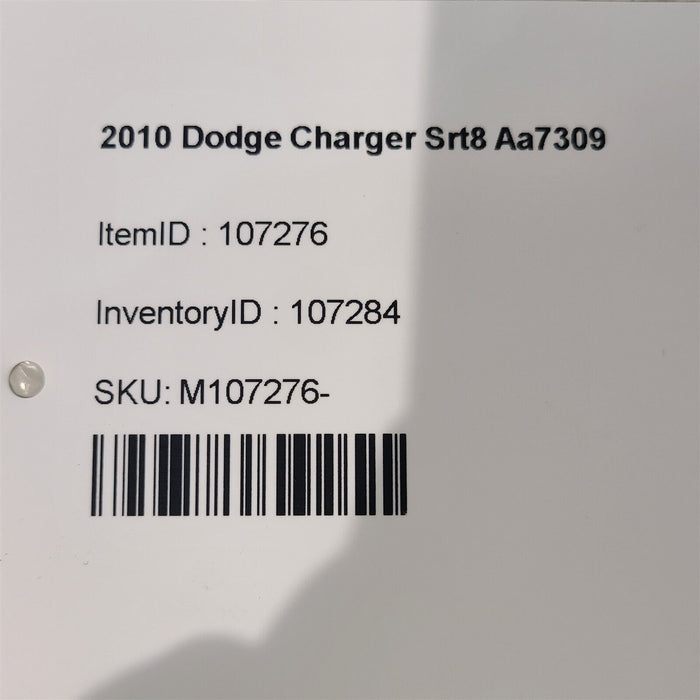 2010 Dodge Charger Srt8 Aa7309
ItemID : 107276
InventoryID : 107284
SKU: M107276-